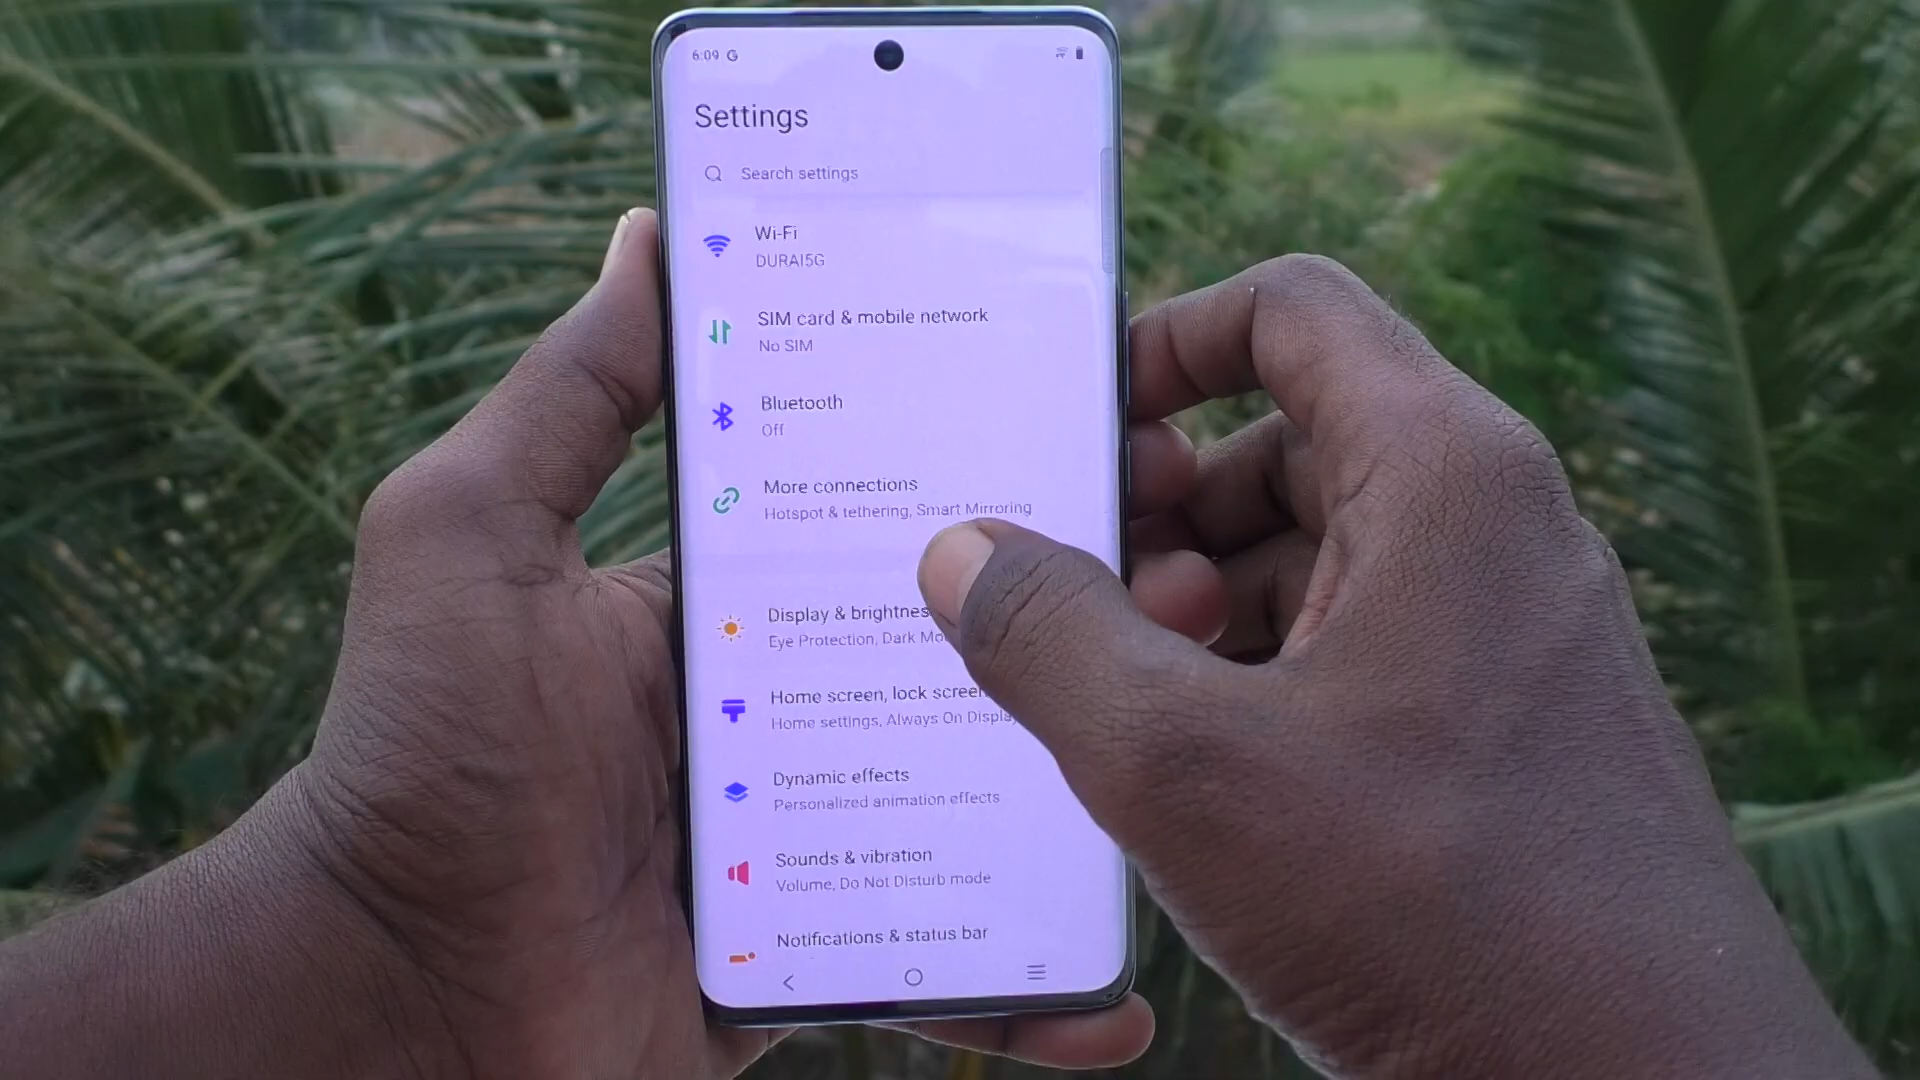 6:09 G
Settings
Search settings
Wi-Fi
DURAI5G
SIM card & mobile network
No SIM
Bluetooth
Off
More connections
Hotspot & tethering, Smart Mirroring
Display & brightnes
Eye Protection, Dark Mo
Home screen, lock screen
Home settings, Always On Display
Dynamic effects
Personalized animation effects
Sounds & vibration
Volume, Do Not Disturb mode
Notifications & status bar